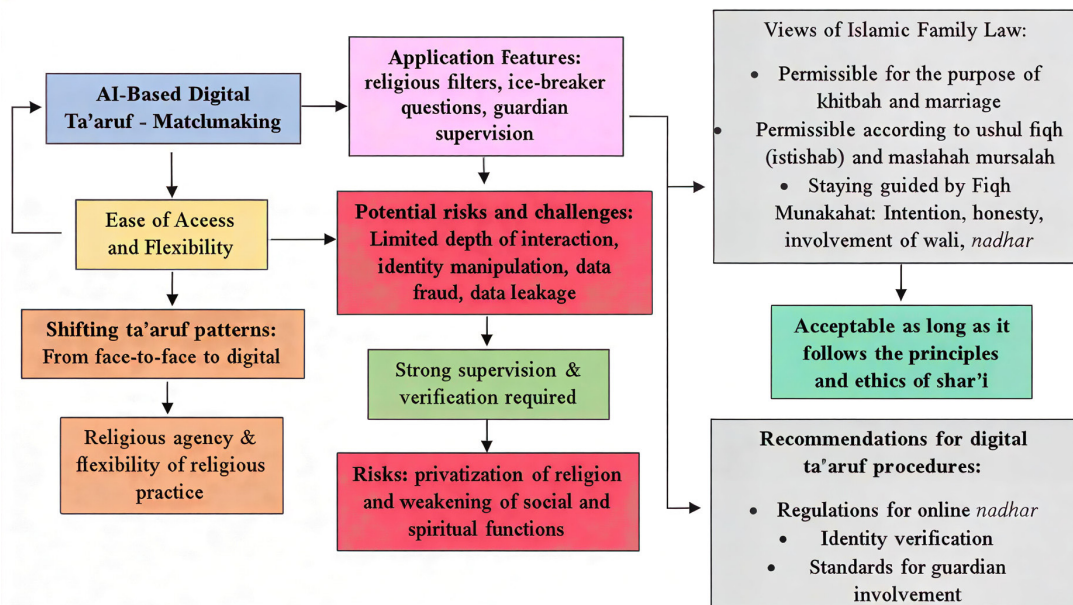 AI-Based Digital
Ta'aruf - Matclumaking
Ease of Access
and Flexibility
Shifting ta'aruf patterns:
From face-to-face to digital
Religious agency &
flexibility of religious
practice
Application Features:
religious filters, ice-breaker
questions, guardian
supervision
Potential risks and challenges:
Limited depth of interaction,
identity manipulation, data
fraud, data leakage
Strong supervision &
verification required
Risks: privatization of religion
and weakening of social and
spiritual functions
Views of Islamic Family Law:
• Permissible for the purpose of
khitbah and marriage
• Permissible according to ushul fiqh
(istishab) and maslahah mursalah
• Staying guided by Fiqh
Munakahat: Intention, honesty,
involvement of wali, nadhar
Acceptable as long as it
follows the principles
and ethics of shar'i
Recommendations for digital
ta'aruf procedures:
• Regulations for online nadhar
• Identity verification
• Standards for guardian
involvement